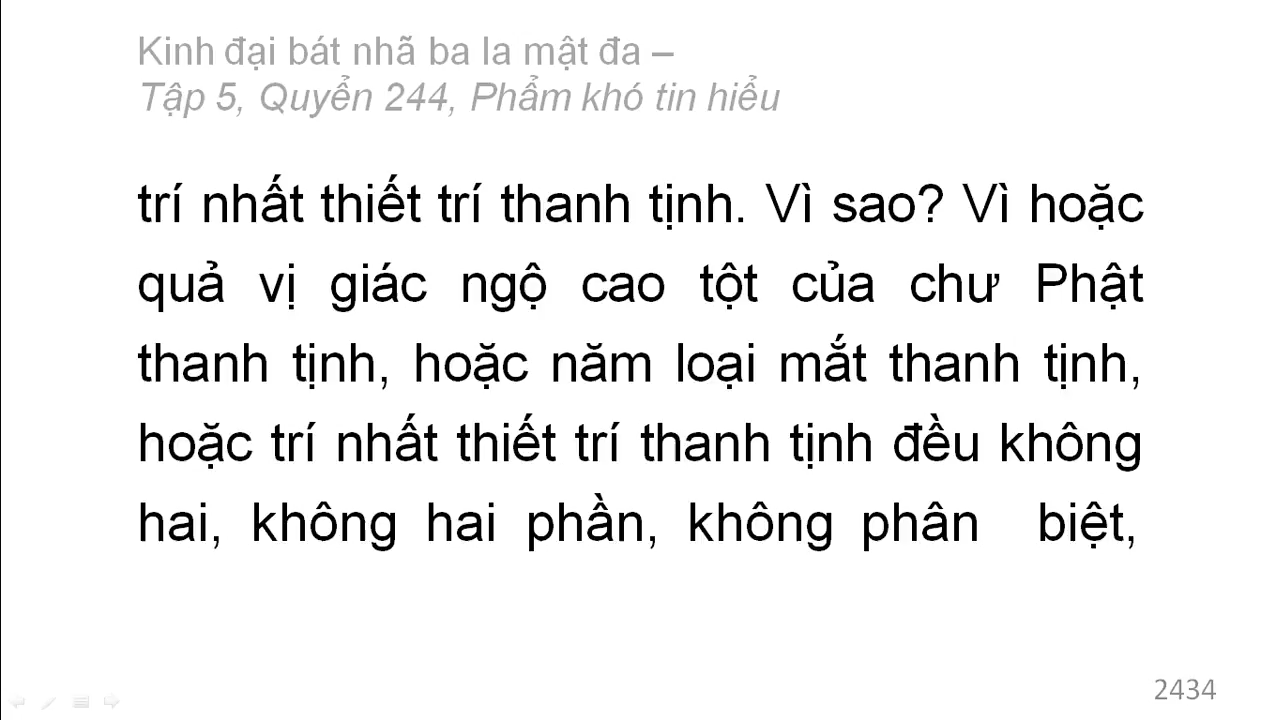 Kinh đại bát nhã ba la mật đa –
Tập 5, Quyển 244, Phẩm khó tin hiểu
trí nhất thiết trí thanh tịnh. Vì sao? Vì hoặc
quả vị giác ngộ cao tột của chư Phật
thanh tịnh, hoặc năm loại mắt thanh tịnh,
hoặc trí nhất thiết trí thanh tịnh đều không
hai, không hai phần, không phân biệt,
2434